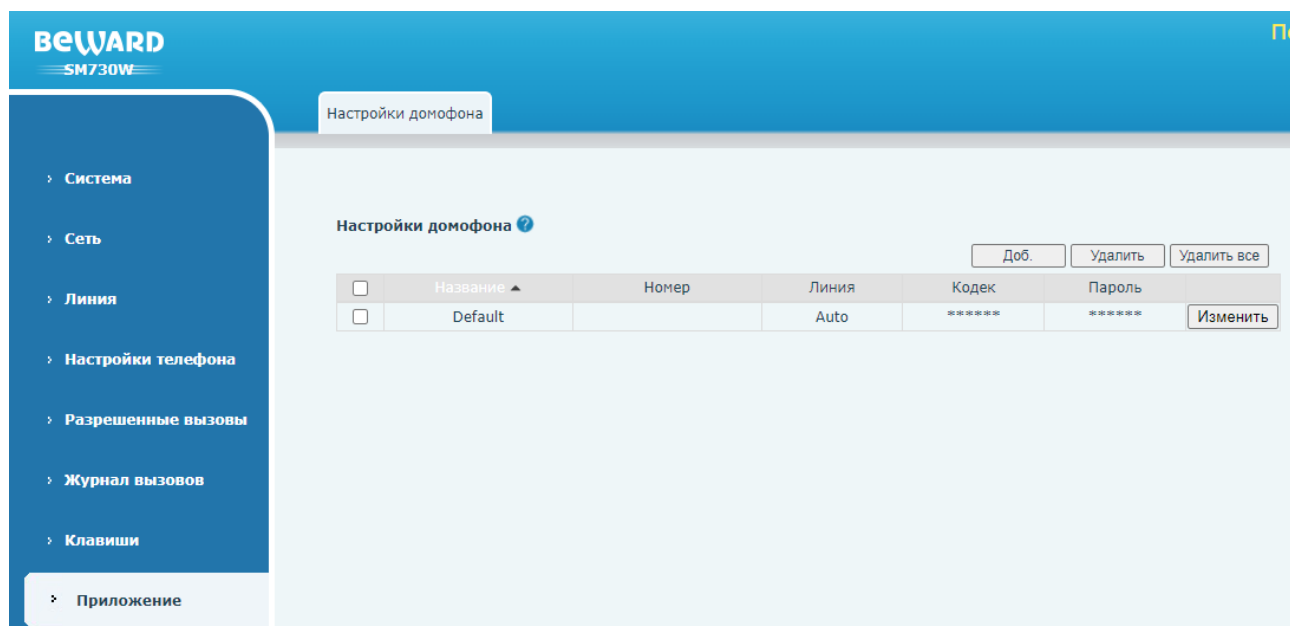 BEWARD
SM730W
По
Настройки домофона
Система
Сеть
Линия
Настройки телефона
Разрешенные вызовы
Журнал вызовов
Клавиши
Приложение
Настройки домофона ?
Доб. Удалить Удалить все
Название Номер Линия Кодек Пароль
Default Auto ****** ****** Изменить